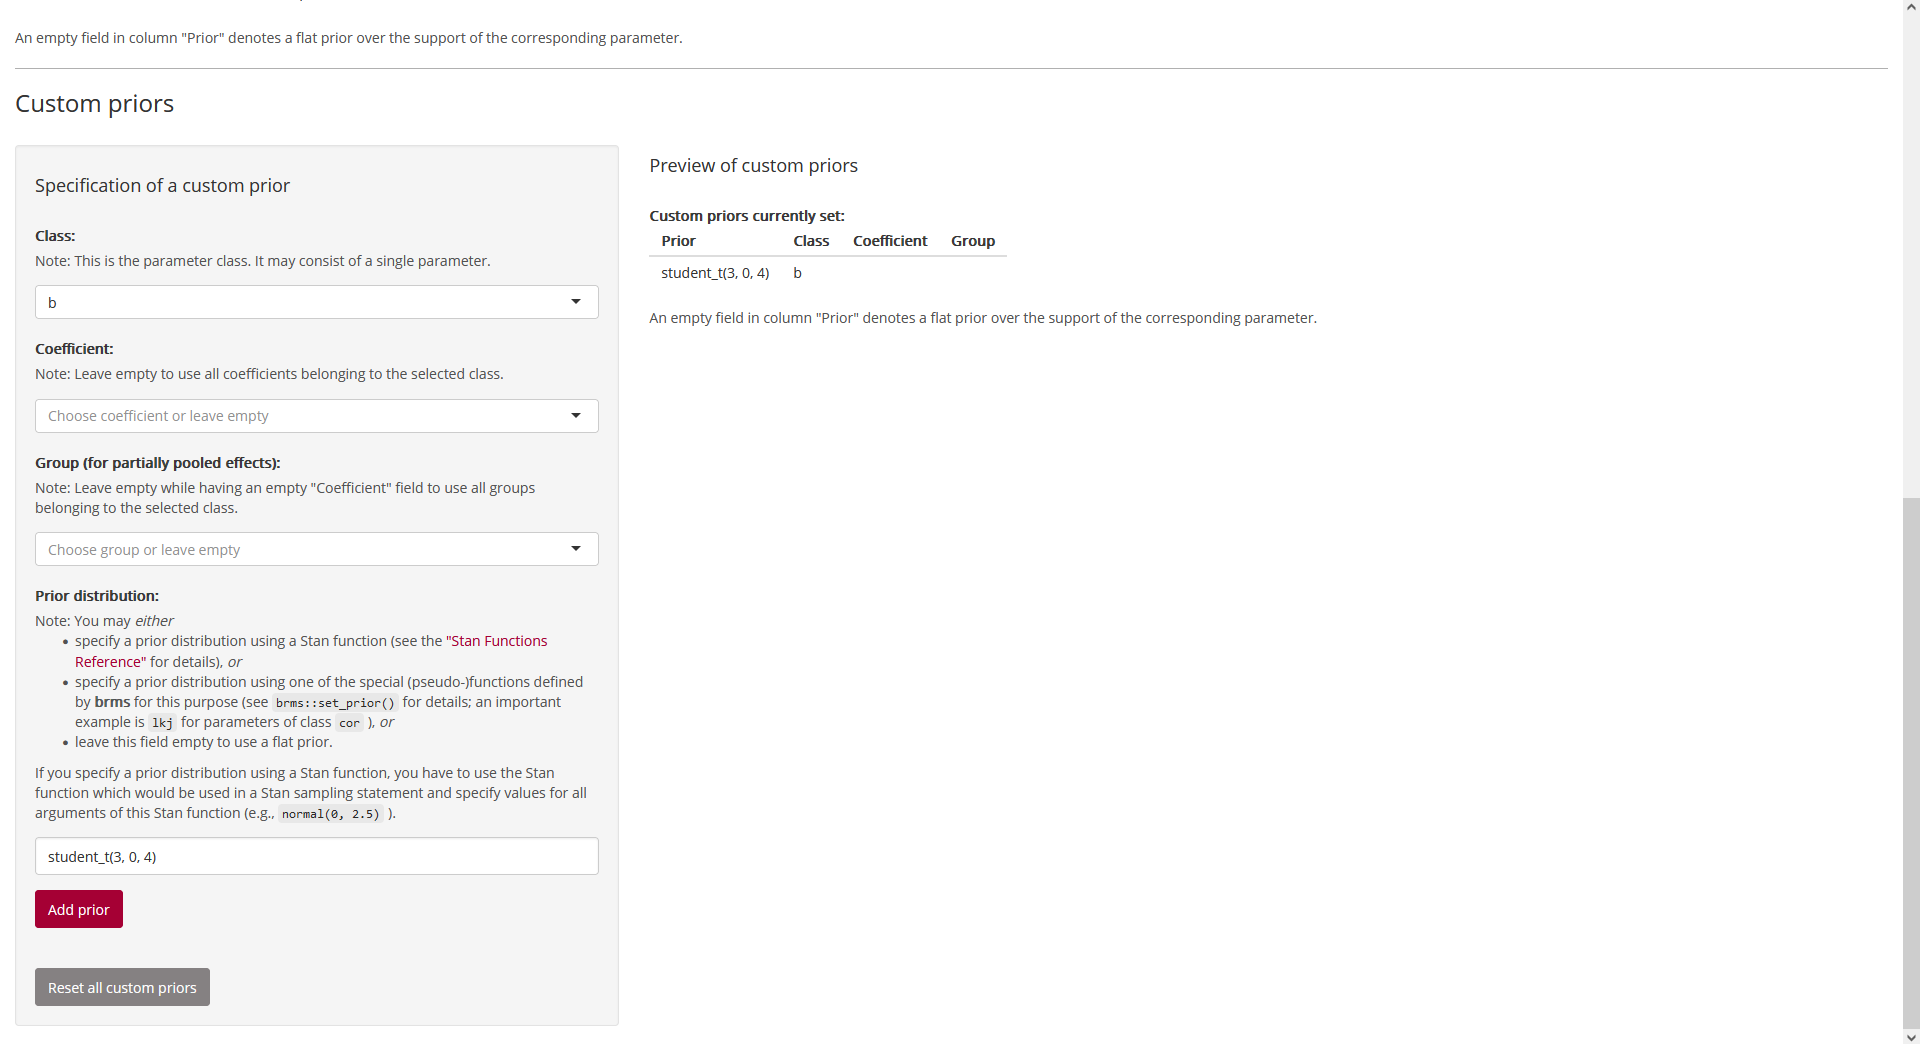 An empty field in column "Prior" denotes a flat prior over the support of the corresponding parameter.
Custom priors
Specification of a custom prior
Class:
Note: This is the parameter class. It may consist of a single parameter.
b
Coefficient:
Note: Leave empty to use all coefficients belonging to the selected class.
Choose coefficient or leave empty
Group (for partially pooled effects):
Note: Leave empty while having an empty "Coefficient" field to use all groups
belonging to the selected class.
Choose group or leave empty
Prior distribution:
Note: You may either
• specify a prior distribution using a Stan function (see the "Stan Functions
Reference" for details), or
• specify a prior distribution using one of the special (pseudo-)functions defined
by brms for this purpose (see brms::set_prior() for details; an important
example is lkj for parameters of class cor ), or
• leave this field empty to use a flat prior.
If you specify a prior distribution using a Stan function, you have to use the Stan
function which would be used in a Stan sampling statement and specify values for all
arguments of this Stan function (e.g., normal(0, 2.5) ).
student_t(3, 0, 4)
Add prior
Reset all custom priors
Preview of custom priors
Custom priors currently set:
Prior Class Coefficient Group
student_t(3, 0, 4) b
An empty field in column "Prior" denotes a flat prior over the support of the corresponding parameter.